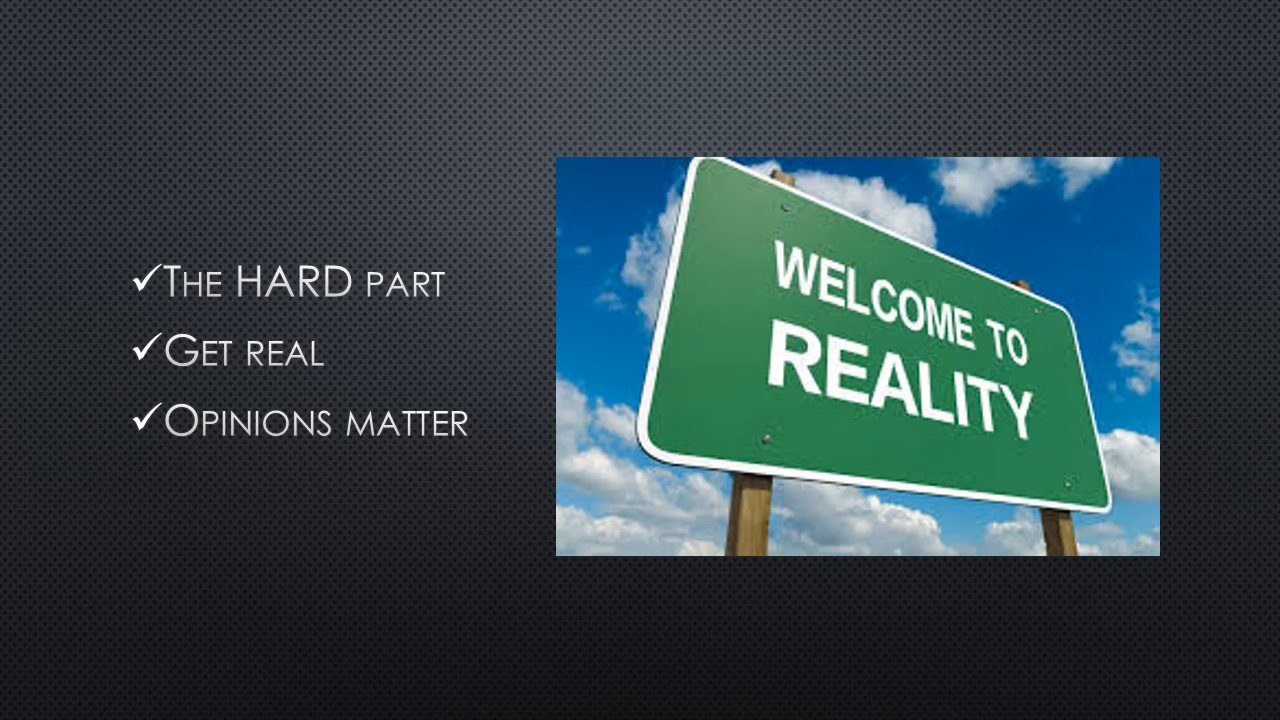 ✓The HARD part
✓Get real
✓Opinions matter
WELCOME TO
REALITY